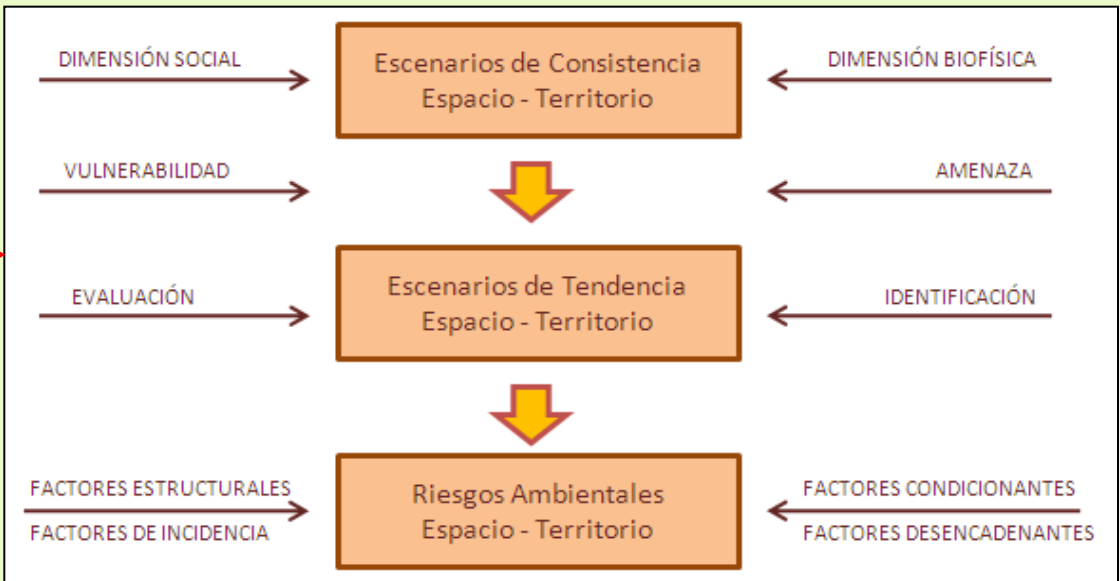 DIMENSIÓN SOCIAL
Escenarios de Consistencia
Espacio - Territorio
DIMENSIÓN BIOFÍSICA
VULNERABILIDAD
AMENAZA
EVALUACIÓN
Escenarios de Tendencia
Espacio - Territorio
IDENTIFICACIÓN
FACTORES ESTRUCTURALES
FACTORES DE INCIDENCIA
Riesgos Ambientales
Espacio - Territorio
FACTORES CONDICIONANTES
FACTORES DESENCADENANTES